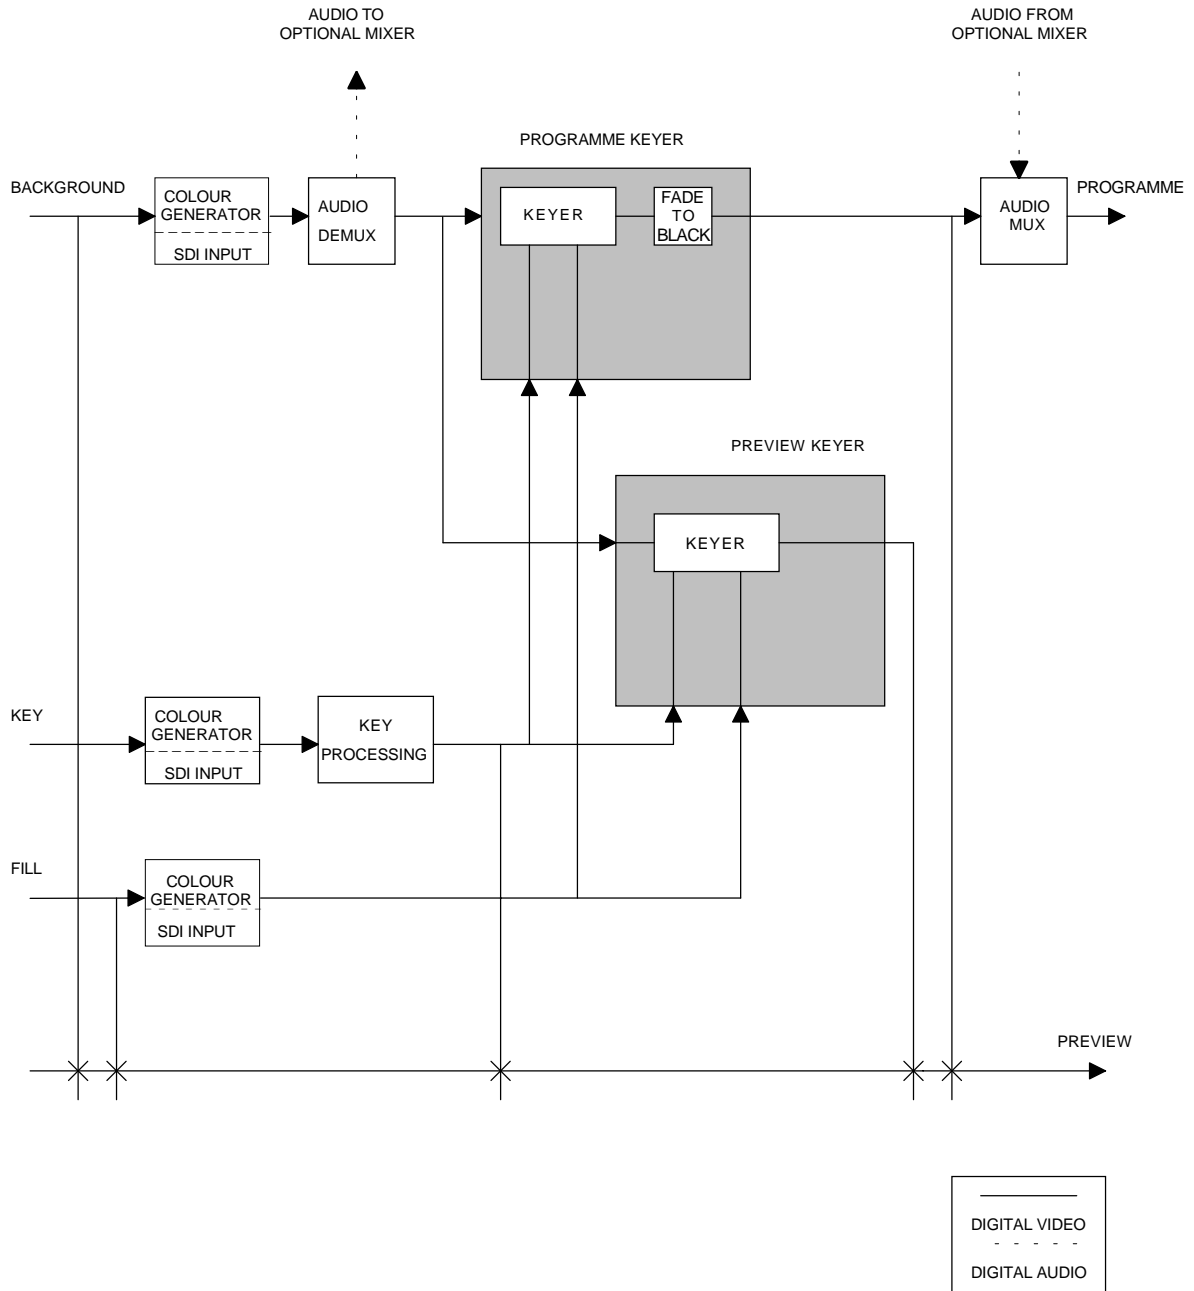 AUDIO TO
OPTIONAL MIXER
AUDIO FROM
OPTIONAL MIXER
PROGRAMME KEYER
BACKGROUND
COLOUR
GENERATOR
SDI INPUT
AUDIO
DEMUX
KEYER
FADE
TO
BLACK
AUDIO
MUX
PROGRAMME
PREVIEW KEYER
KEYER
KEY
COLOUR
GENERATOR
SDI INPUT
KEY
PROCESSING
FILL
COLOUR
GENERATOR
SDI INPUT
PREVIEW
DIGITAL VIDEO
DIGITAL AUDIO